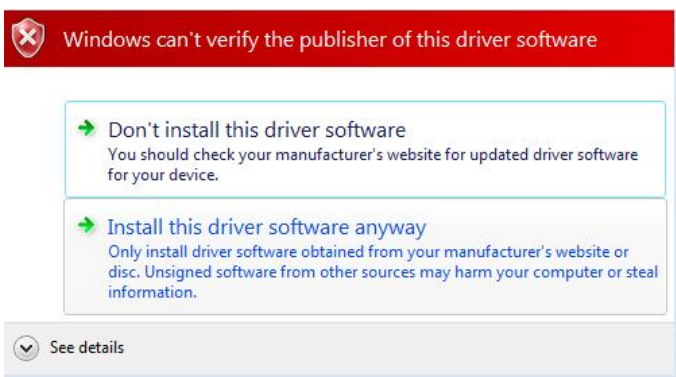 Windows can't verify the publisher of this driver software
Don't install this driver software
You should check your manufacturer's website for updated driver software
for your device.
Install this driver software anyway
Only install driver software obtained from your manufacturer's website or
disc. Unsigned software from other sources may harm your computer or steal
information.
See details